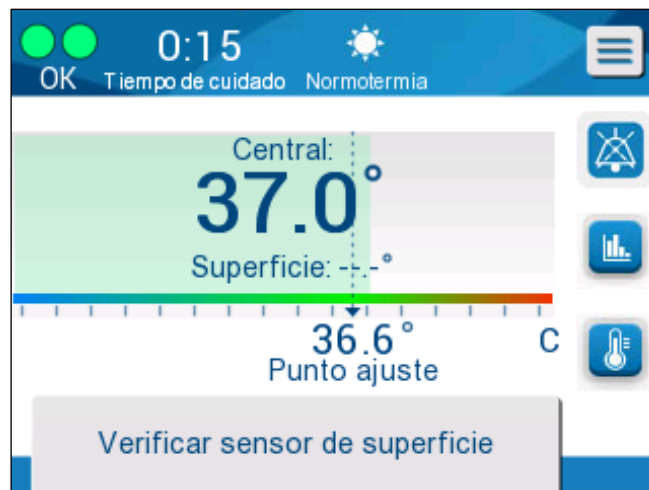 0:15
OK Tiempo de cuidado Normotermia
Central:
37.0°
Superficie: --.-°
36.6° C
Punto ajuste
Verificar sensor de superficie